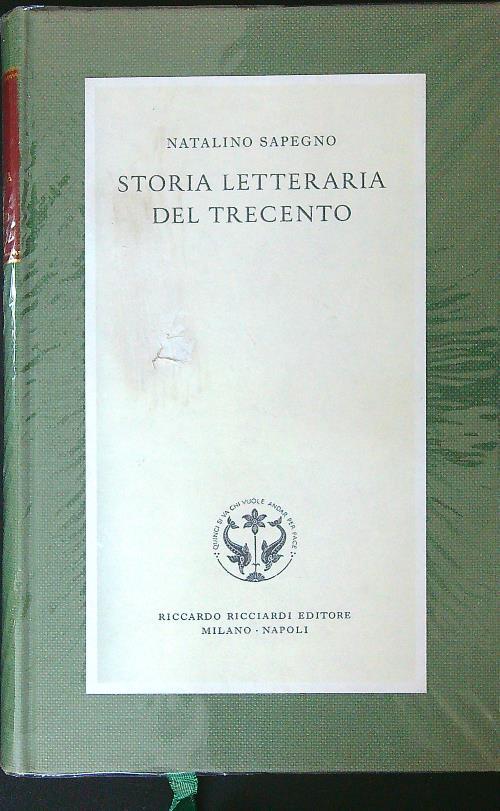 NATALINO SAPEGNO
STORIA LETTERARIA
DEL TRECENTO
QUINCI SI VA CHI VUOLE ANDAR PER PACE
RICCARDO RICCIARDI EDITORE
MILANO · NAPOLI